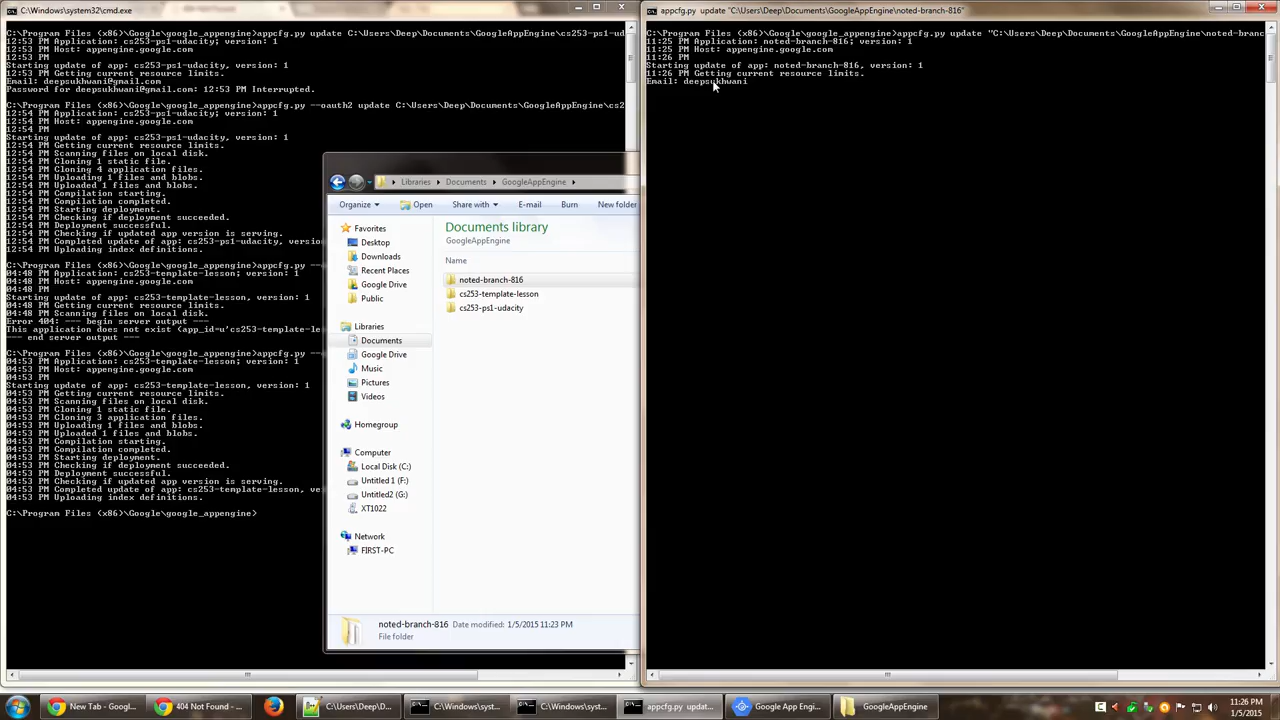 C:\Windows\system32\cmd.exe
C:\Program Files (x86)\Google\google_appengine>appcfg.py update C:\Users\Deep\Documents\GoogleAppEngine\cs253-ps1-ud
12:53 PM Application: cs253-ps1-udacity; version: 1
12:53 PM Host: appengine.google.com
12:53 PM
Starting update of app: cs253-ps1-udacity, version: 1
12:53 PM Getting current resource limits.
Email: deepsukhwani@gmail.com
Password for deepsukhwani@gmail.com: 12:53 PM Interrupted.
C:\Program Files (x86)\Google\google_appengine>appcfg.py --oauth2 update C:\Users\Deep\Documents\GoogleAppEngine\cs2
12:54 PM Application: cs253-ps1-udacity; version: 1
12:54 PM Host: appengine.google.com
12:54 PM
Starting update of app: cs253-ps1-udacity, version: 1
12:54 PM Getting current resource limits.
12:54 PM Scanning files on local disk.
12:54 PM Cloning 1 static file.
12:54 PM Cloning 4 application files.
12:54 PM Uploading 1 files and blobs.
12:54 PM Uploaded 1 files and blobs.
12:54 PM Compilation starting.
12:54 PM Compilation completed.
12:54 PM Starting deployment.
12:54 PM Checking if deployment succeeded.
12:54 PM Deployment successful.
12:54 PM Checking if updated app version is serving.
12:54 PM Completed update of app: cs253-ps1-udacity, versio
12:54 PM Uploading index definitions.
C:\Program Files (x86)\Google\google_appengine>appcfg.py --
04:48 PM Application: cs253-template-lesson; version: 1
04:48 PM Host: appengine.google.com
04:48 PM
Starting update of app: cs253-template-lesson, version: 1
04:48 PM Getting current resource limits.
04:48 PM Scanning files on local disk.
Error 404: --- begin server output ---
This application does not exist (app_id=u'cs253-template-le
--- end server output ---
C:\Program Files (x86)\Google\google_appengine>appcfg.py --
04:53 PM Application: cs253-template-lesson; version: 1
04:53 PM Host: appengine.google.com
04:53 PM
Starting update of app: cs253-template-lesson, version: 1
04:53 PM Getting current resource limits.
04:53 PM Scanning files on local disk.
04:53 PM Cloning 1 static file.
04:53 PM Cloning 3 application files.
04:53 PM Uploading 1 files and blobs.
04:53 PM Uploaded 1 files and blobs.
04:53 PM Compilation starting.
04:53 PM Compilation completed.
04:53 PM Starting deployment.
04:53 PM Checking if deployment succeeded.
04:53 PM Deployment successful.
04:53 PM Checking if updated app version is serving.
04:53 PM Completed update of app: cs253-template-lesson, ve
04:53 PM Uploading index definitions.
C:\Program Files (x86)\Google\google_appengine>
Libraries Documents GoogleAppEngine
Organize Open Share with E-mail Burn New folder
Favorites
Desktop
Downloads
Recent Places
Google Drive
Public
Libraries
Documents
Google Drive
Music
Pictures
Videos
Homegroup
Computer
Local Disk (C:)
Untitled 1 (F:)
Untitled2 (G:)
XT1022
Network
FIRST-PC
Documents library
GoogleAppEngine
Name
noted-branch-816
cs253-template-lesson
cs253-ps1-udacity
noted-branch-816 Date modified: 1/5/2015 11:23 PM
File folder
appcfg.py update "C:\Users\Deep\Documents\GoogleAppEngine\noted-branch-816"
C:\Program Files (x86)\Google\google_appengine>appcfg.py update "C:\Users\Deep\Documents\GoogleAppEngine\noted-branc
11:25 PM Application: noted-branch-816; version: 1
11:25 PM Host: appengine.google.com
11:26 PM
Starting update of app: noted-branch-816, version: 1
11:26 PM Getting current resource limits.
Email: deepsukhwani
New Tab - Googl...
404 Not Found - ...
C:\Users\Deep\D...
C:\Windows\syst...
C:\Windows\syst...
appcfg.py updat...
Google App Engi...
GoogleAppEngine
11:26 PM
1/5/2015